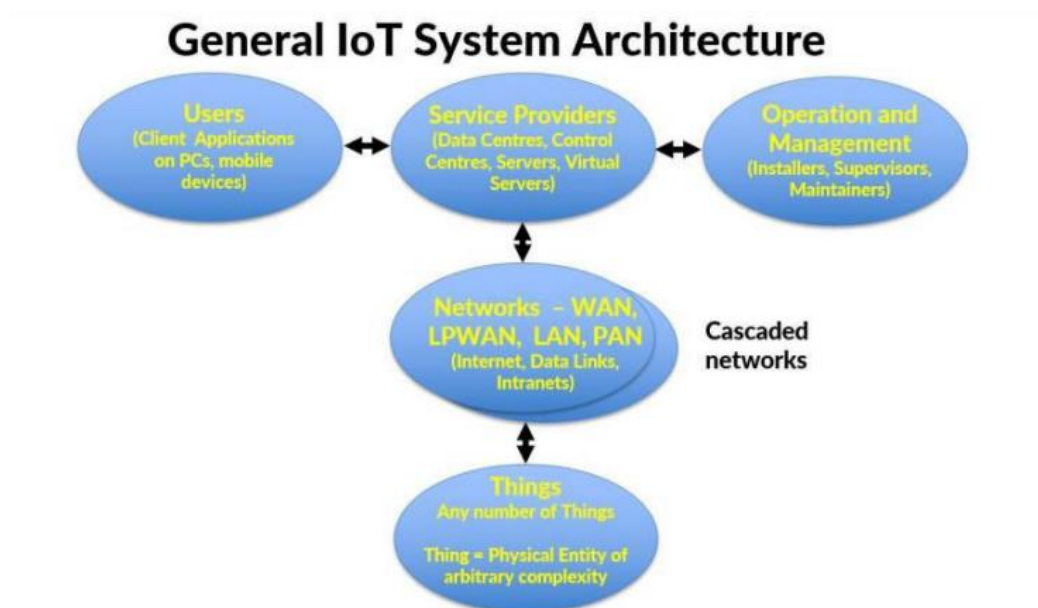 General IoT System Architecture
Users
(Client Applications
on PCs, mobile
devices)
Service Providers
(Data Centres, Control
Centres, Servers, Virtual
Servers)
Operation and
Management
(Installers, Supervisors,
Maintainers)
Networks – WAN,
LPWAN, LAN, PAN
(Internet, Data Links,
Intranets)
Cascaded
networks
Things
Any number of Things
Thing = Physical Entity of
arbitrary complexity